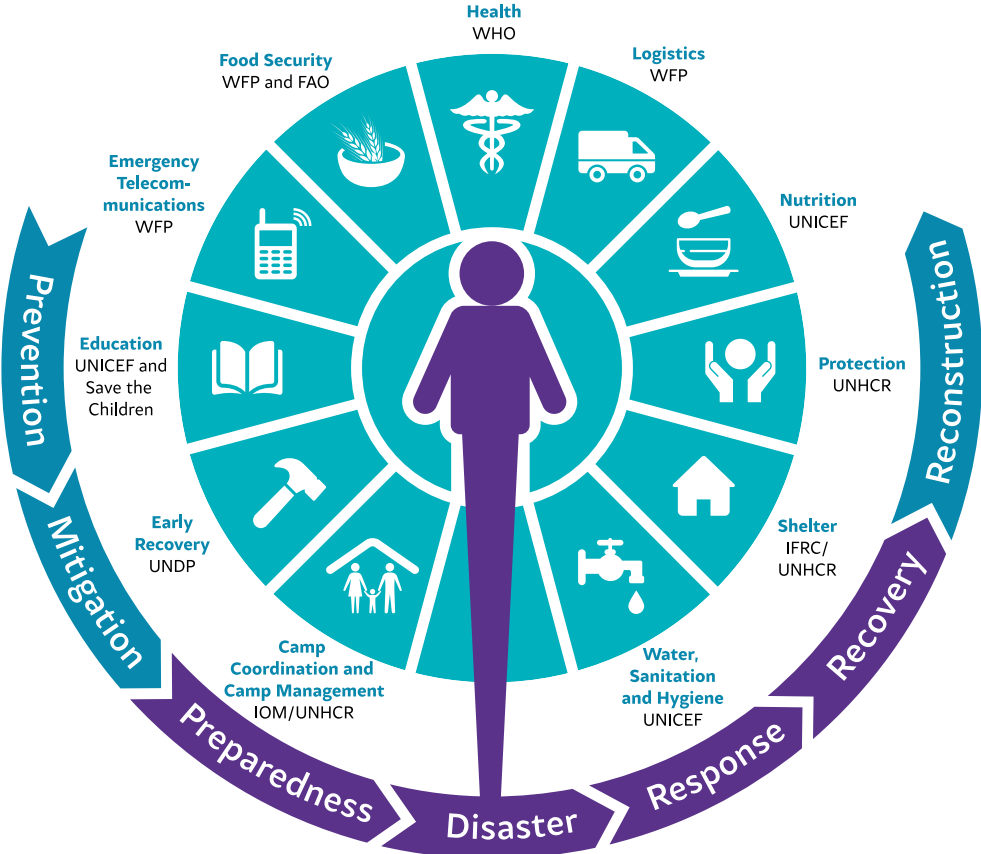 Health
WHO
Logistics
WFP
Nutrition
UNICEF
Protection
UNHCR
Shelter
IFRC/
UNHCR
Water,
Sanitation
and Hygiene
UNICEF
Camp
Coordination and
Camp Management
IOM/UNHCR
Early
Recovery
UNDP
Education
UNICEF and
Save the
Children
Emergency
Telecom-
munications
WFP
Food Security
WFP and FAO
Prevention
Mitigation
Preparedness
Disaster
Response
Recovery
Reconstruction